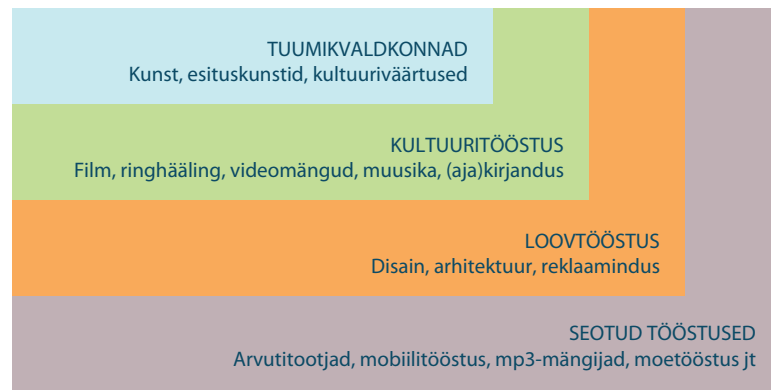 TUUMIKVALDKONNAD
Kunst, esituskunstid, kultuuriväärtused
KULTUURITÖÖSTUS
Film, ringhääling, videomängud, muusika, (aja)kirjandus
LOOVTÖÖSTUS
Disain, arhitektuur, reklaamindus
SEOTUD TÖÖSTUSED
Arvutitootjad, mobiilitööstus, mp3-mängijad, moetööstus jt